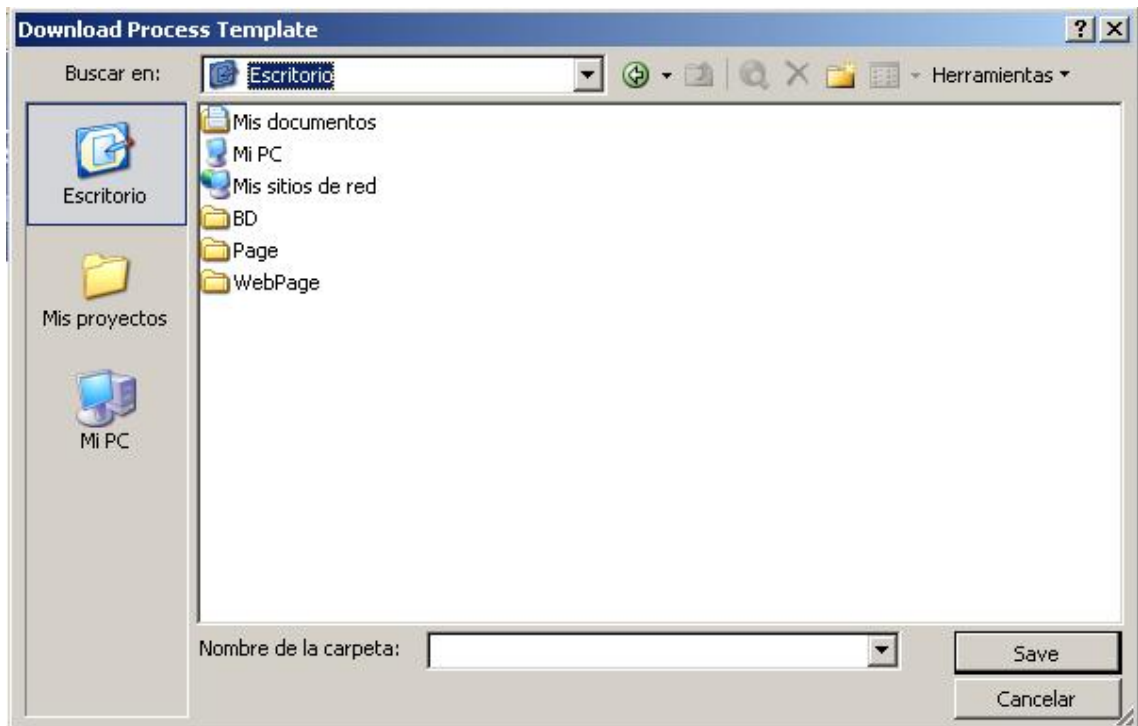 Download Process Template
Buscar en: Escritorio Herramientas
Escritorio
Mis proyectos
Mi PC
Mis documentos
Mi PC
Mis sitios de red
BD
Page
WebPage
Nombre de la carpeta: Save
Cancelar